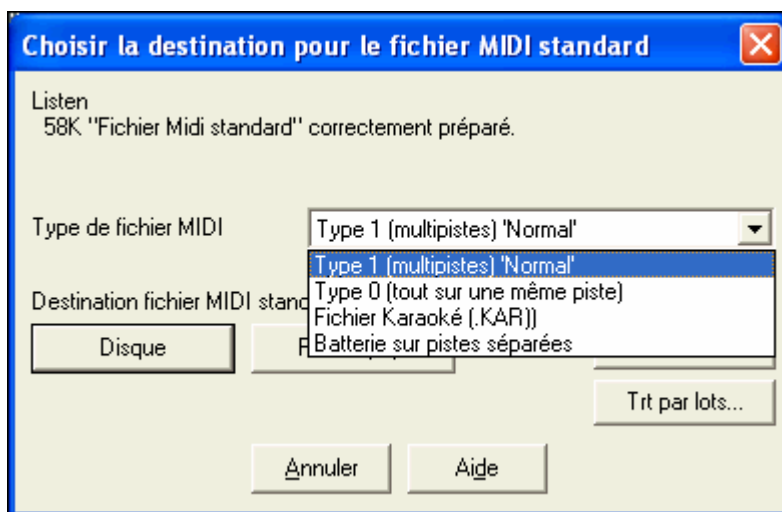 Choisir la destination pour le fichier MIDI standard
Listen
58K "Fichier Midi standard" correctement préparé.
Type de fichier MIDI
Type 1 (multipistes) 'Normal'
Type 1 (multipistes) 'Normal'
Type 0 (tout sur une même piste)
Destination fichier MIDI
Fichier Karaoké (.KAR))
Disque
Batterie sur pistes séparées
Trt par lots...
Annuler
Aide